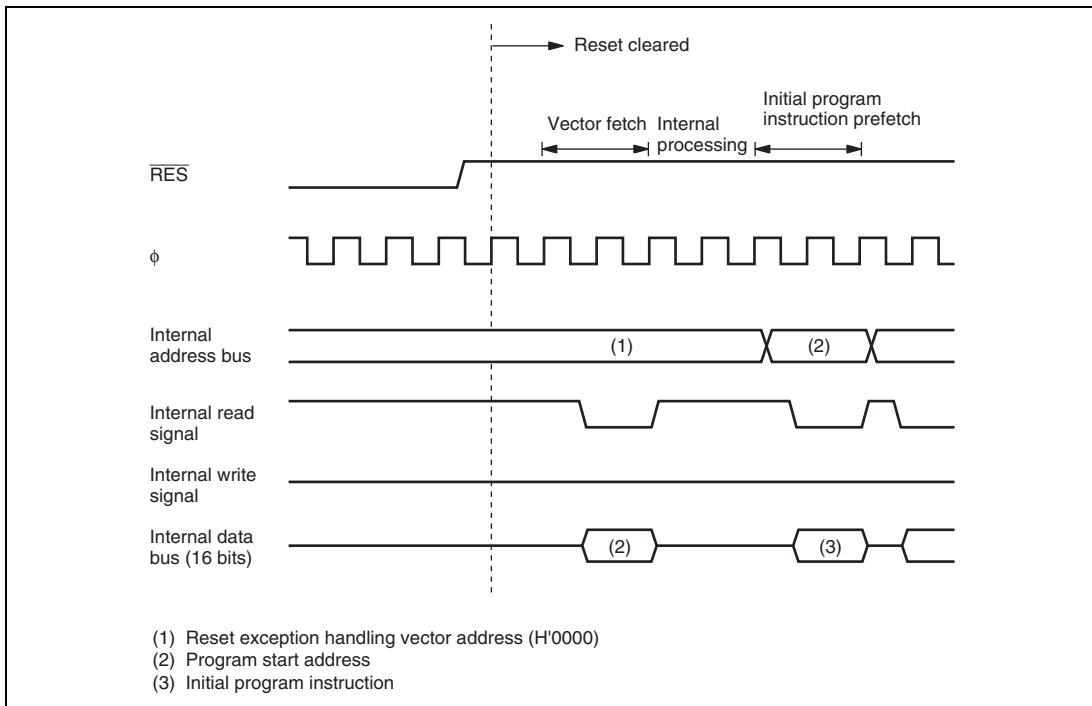 Reset cleared
Initial program
instruction prefetch
Vector fetch
Internal
processing
RES
ϕ
Internal
address bus
(1)
(2)
Internal read
signal
Internal write
signal
Internal data
bus (16 bits)
(2)
(3)
(1) Reset exception handling vector address (H'0000)
(2) Program start address
(3) Initial program instruction